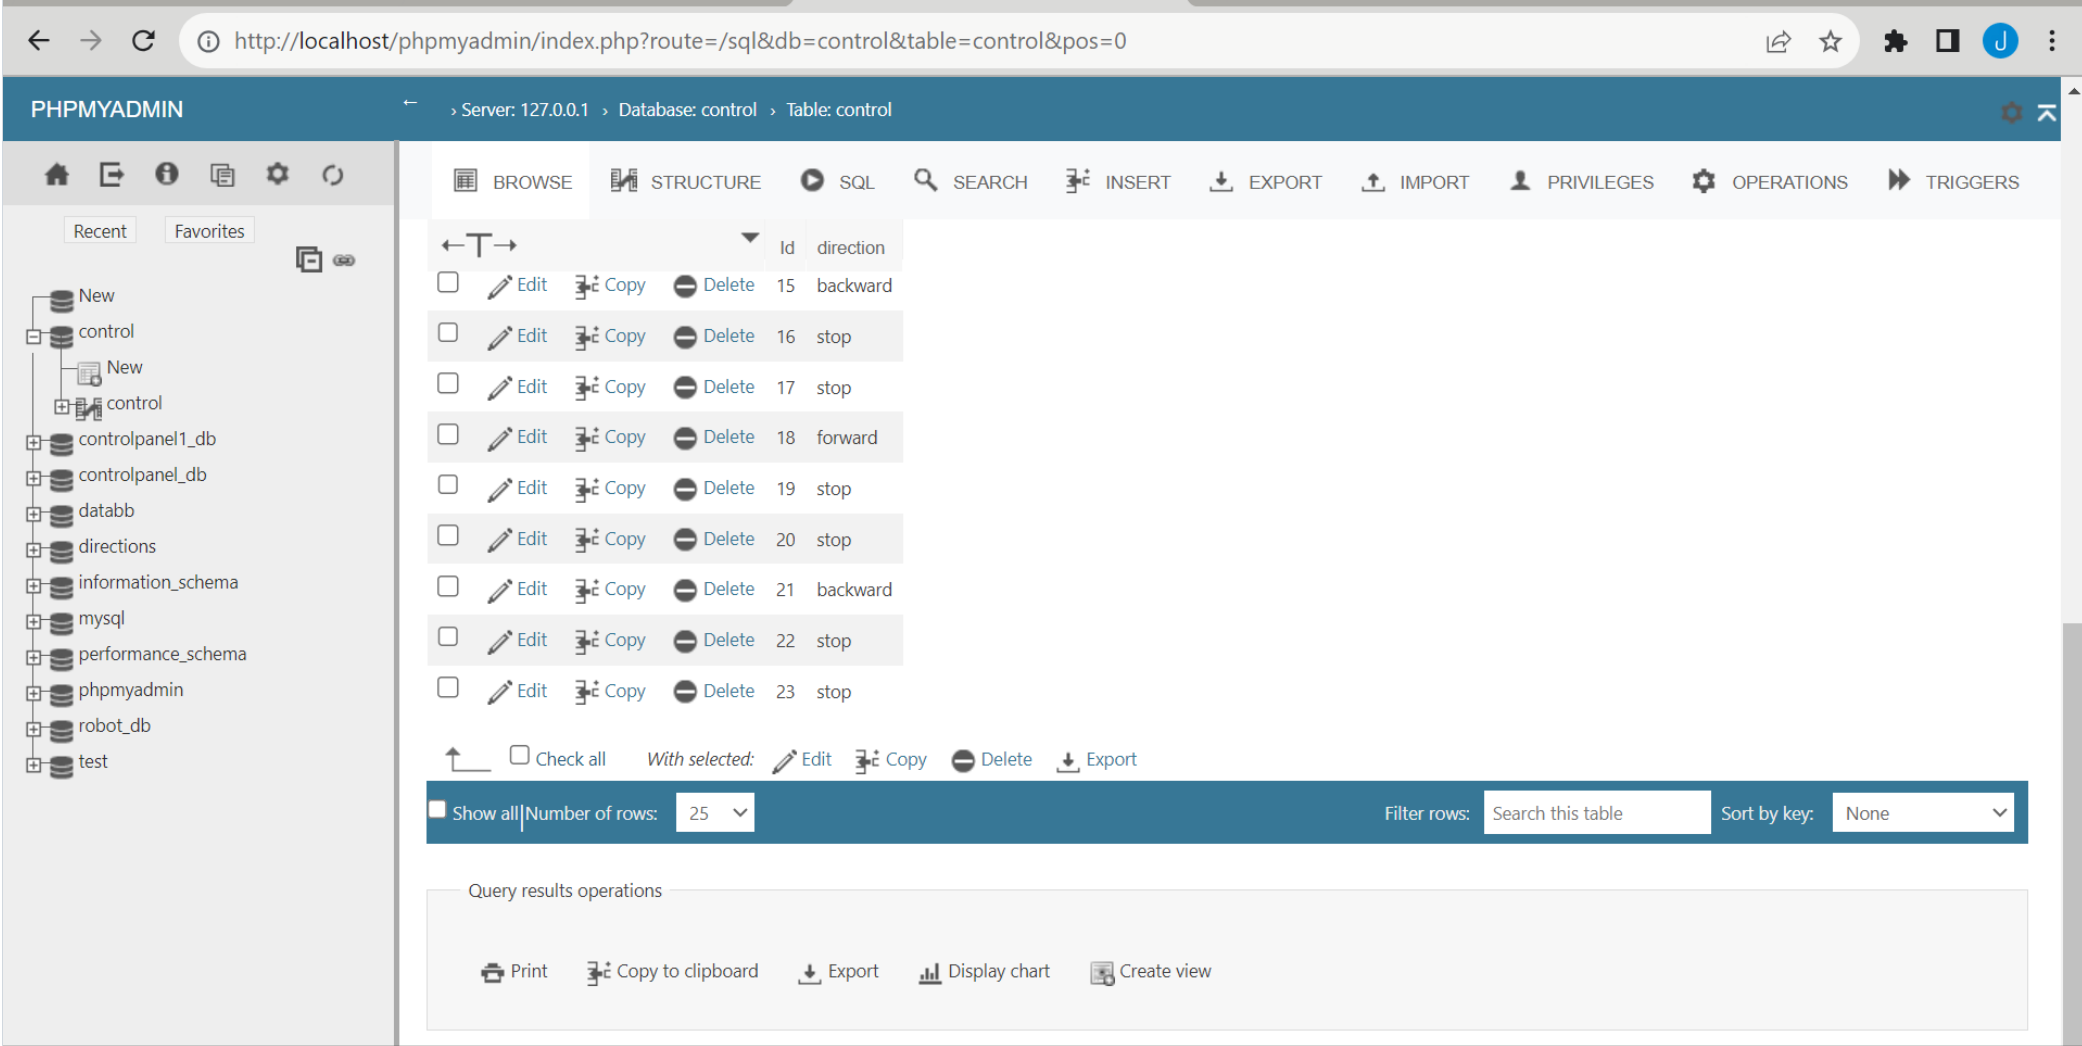 http://localhost/phpmyadmin/index.php?route=/sql&db=control&table=control&pos=0
J
PHPMYADMIN
← › Server: 127.0.0.1 › Database: control › Table: control
BROWSE STRUCTURE SQL SEARCH INSERT EXPORT IMPORT PRIVILEGES OPERATIONS TRIGGERS
Recent Favorites
New
control
New
control
controlpanel1_db
controlpanel_db
databb
directions
information_schema
mysql
performance_schema
phpmyadmin
robot_db
test
←T→ Id direction
Edit Copy Delete 15 backward
Edit Copy Delete 16 stop
Edit Copy Delete 17 stop
Edit Copy Delete 18 forward
Edit Copy Delete 19 stop
Edit Copy Delete 20 stop
Edit Copy Delete 21 backward
Edit Copy Delete 22 stop
Edit Copy Delete 23 stop
Check all With selected: Edit Copy Delete Export
Show all Number of rows: 25 Filter rows: Search this table Sort by key: None
Query results operations
Print Copy to clipboard Export Display chart Create view